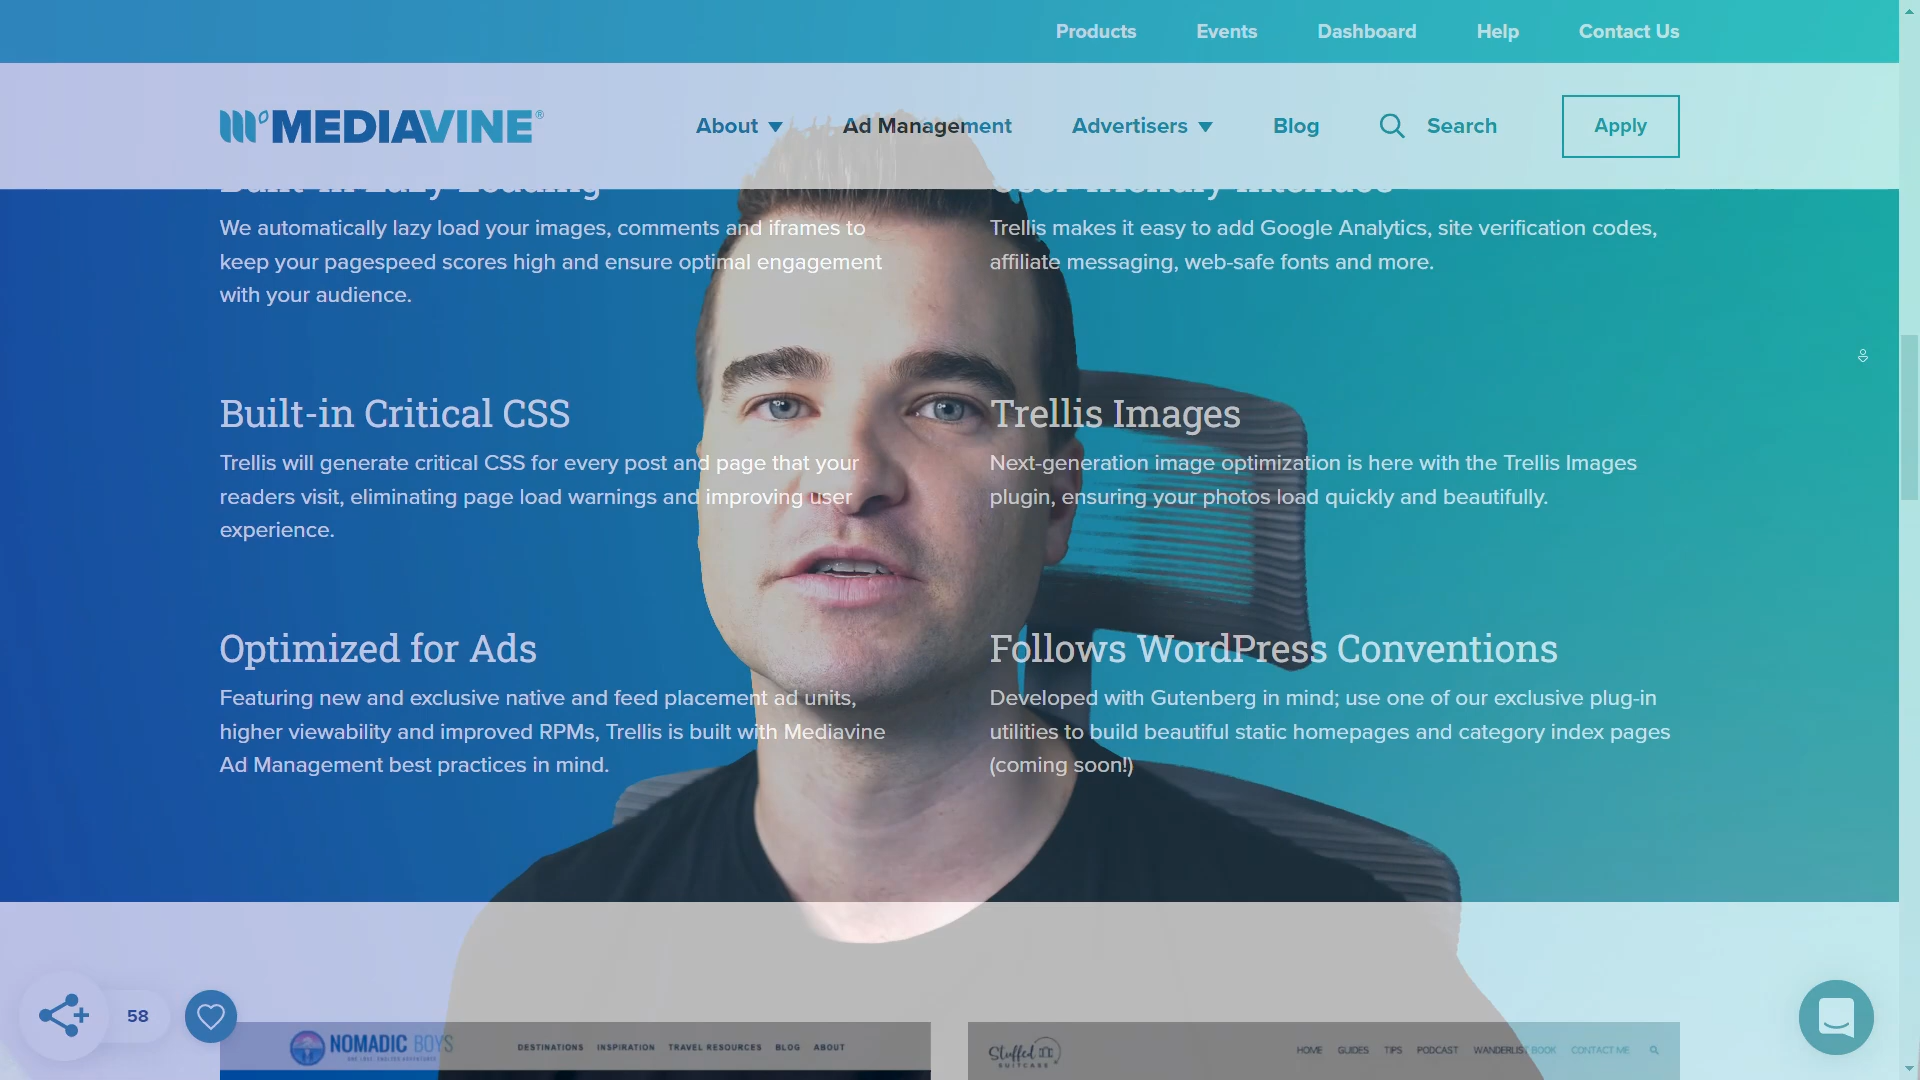 Products Events Dashboard Help Contact Us
MEDIAVINE®
About Ad Management Advertisers Blog Search Apply
Built-in Lazy Loading
We automatically lazy load your images, comments and iframes to
keep your pagespeed scores high and ensure optimal engagement
with your audience.
User-friendly Interface
Trellis makes it easy to add Google Analytics, site verification codes,
affiliate messaging, web-safe fonts and more.
Built-in Critical CSS
Trellis will generate critical CSS for every post and page that your
readers visit, eliminating page load warnings and improving user
experience.
Trellis Images
Next-generation image optimization is here with the Trellis Images
plugin, ensuring your photos load quickly and beautifully.
Optimized for Ads
Featuring new and exclusive native and feed placement ad units,
higher viewability and improved RPMs, Trellis is built with Mediavine
Ad Management best practices in mind.
Follows WordPress Conventions
Developed with Gutenberg in mind; use one of our exclusive plug-in
utilities to build beautiful static homepages and category index pages
(coming soon!)
58
NOMADIC BOYS
DESTINATIONS INSPIRATION TRAVEL RESOURCES BLOG ABOUT
Stuffed
SUITCASE
HOME GUIDES TIPS PODCAST WANDERLIST BOOK CONTACT ME